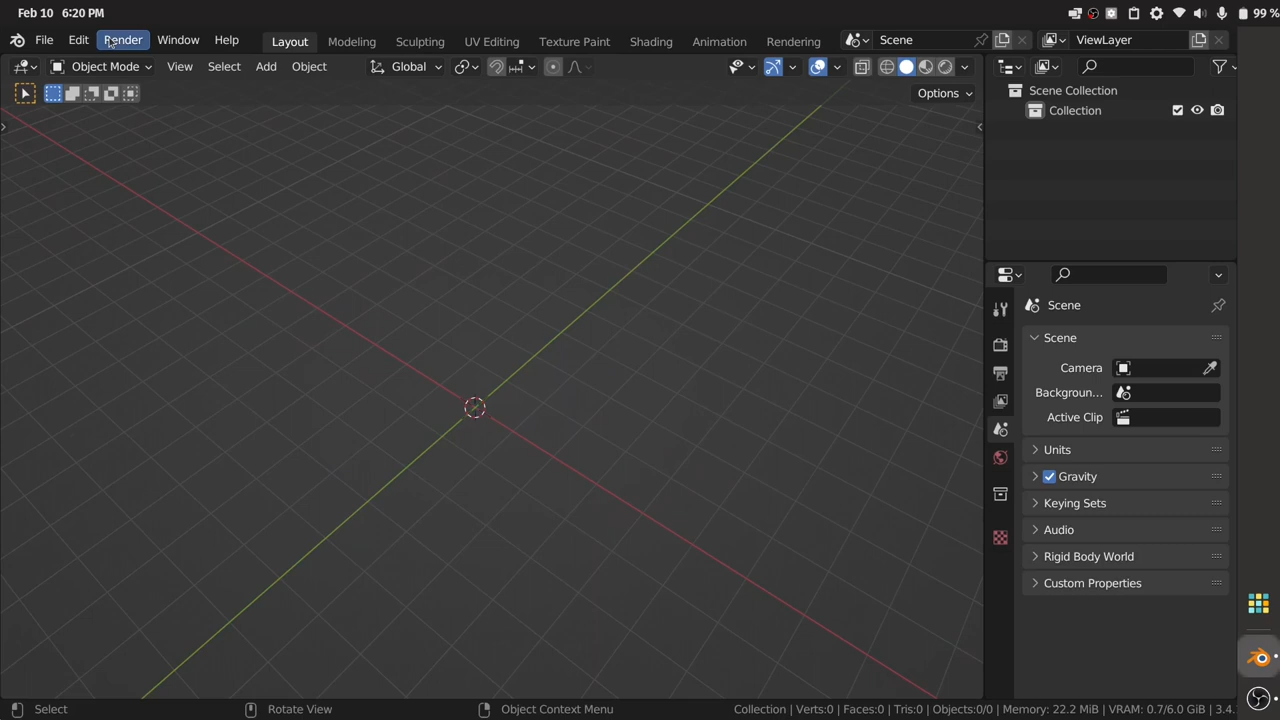 Feb 10 6:20 PM 99 %
File Edit Render Window Help Layout Modeling Sculpting UV Editing Texture Paint Shading Animation Rendering Scene ViewLayer
Object Mode View Select Add Object Global
Options
Scene Collection
Collection
Scene
Scene
Camera
Backgroun...
Active Clip
Units
Gravity
Keying Sets
Audio
Rigid Body World
Custom Properties
Select Rotate View Object Context Menu Collection | Verts:0 | Faces:0 | Tris:0 | Objects:0/0 | Memory: 22.2 MiB | VRAM: 0.7/6.0 GiB | 3.4.